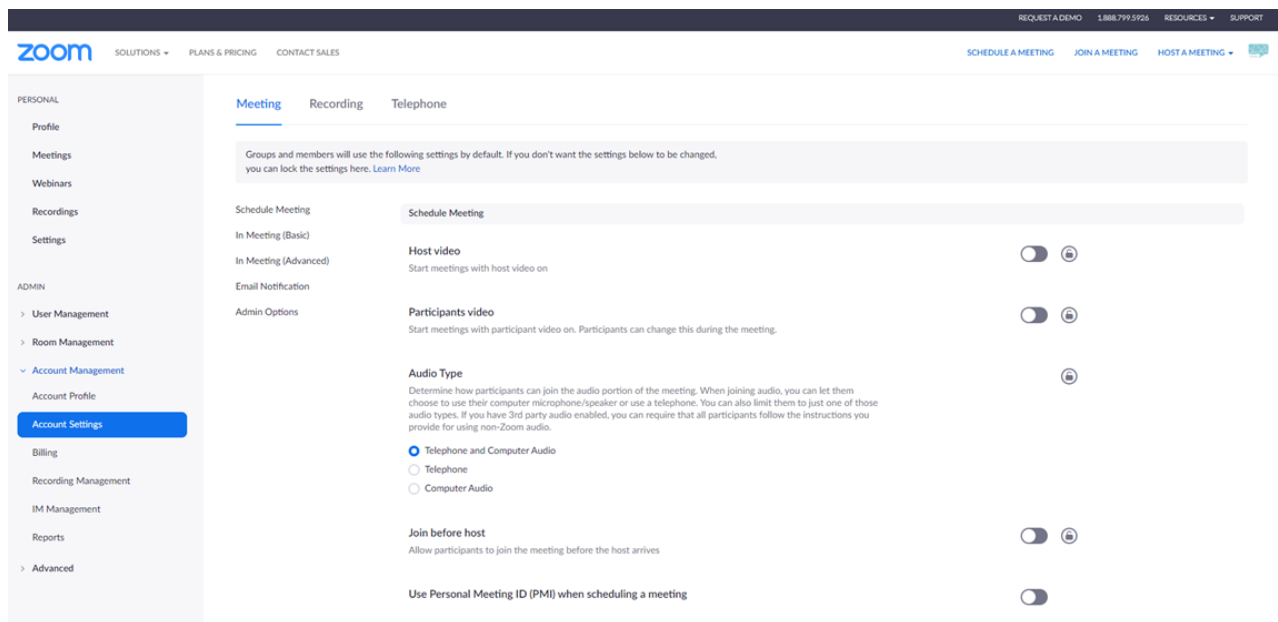 REQUEST A DEMO 1.888.799.5926 RESOURCES SUPPORT
zoom SOLUTIONS PLANS & PRICING CONTACT SALES SCHEDULE A MEETING JOIN A MEETING HOST A MEETING
PERSONAL
Profile
Meetings
Webinars
Recordings
Settings
ADMIN
User Management
Room Management
Account Management
Account Profile
Account Settings
Billing
Recording Management
IM Management
Reports
Advanced
Meeting Recording Telephone
Groups and members will use the following settings by default. If you don't want the settings below to be changed,
you can lock the settings here. Learn More
Schedule Meeting
In Meeting (Basic)
In Meeting (Advanced)
Email Notification
Admin Options
Schedule Meeting
Host video
Start meetings with host video on
Participants video
Start meetings with participant video on. Participants can change this during the meeting.
Audio Type
Determine how participants can join the audio portion of the meeting. When joining audio, you can let them
choose to use their computer microphone/speaker or use a telephone. You can also limit them to just one of those
audio types. If you have 3rd party audio enabled, you can require that all participants follow the instructions you
provide for using non-Zoom audio.
Telephone and Computer Audio
Telephone
Computer Audio
Join before host
Allow participants to join the meeting before the host arrives
Use Personal Meeting ID (PMI) when scheduling a meeting